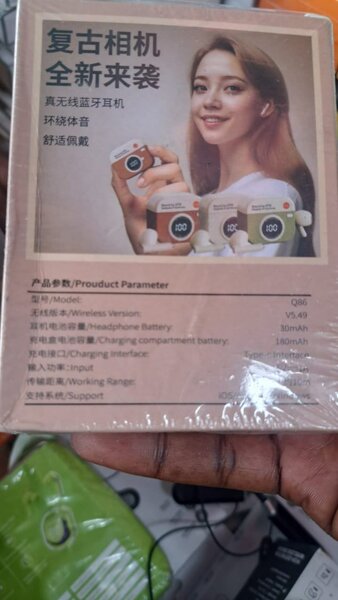 复古相机
全新来袭
真无线蓝牙耳机
环绕体音
舒适佩戴
100
100
产品参数/Prouduct Parameter
型号/Model: Q86
无线版本/Wireless Version: V5.49
耳机电池容量/Headphone Battery: 30mAh
充电盒电池容量/Charging compartment battery: 180mAh
充电接口/Charging Interface: Type-c Interface
输入功率:/Input
传输距离/Working Range:
支持系统/Support